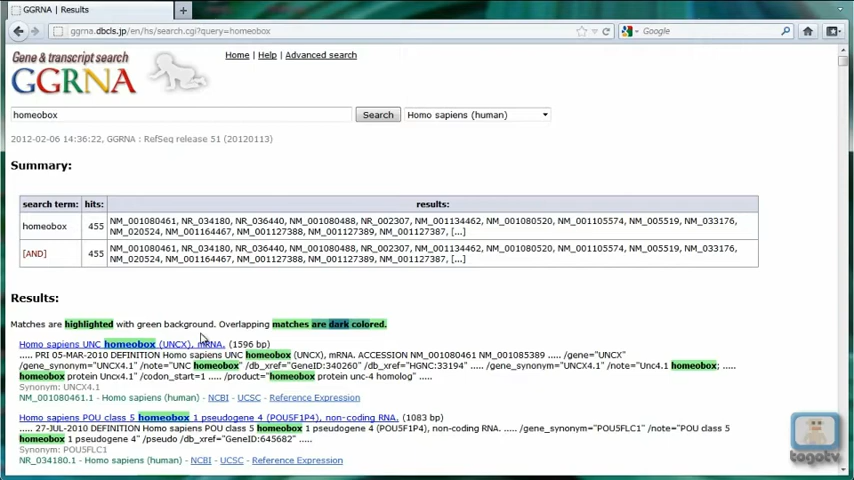 GGRNA | Results
ggrna.dbcls.jp/en/hs/search.cgi?query=homeobox
Google
Gene & transcript search
GGRNA
Home | Help | Advanced search
homeobox
Search
Homo sapiens (human)
2012-02-06 14:36:22, GGRNA : RefSeq release 51 (20120113)
Summary:
search term: hits: results:
homeobox 455 NM_001080461, NR_034180, NR_036440, NM_001080488, NR_002307, NM_001134462, NM_001080520, NM_001105574, NM_005519, NM_033176,
NM_020524, NM_001164467, NM_001127388, NM_001127389, NM_001127387, [...]
[AND] 455 NM_001080461, NR_034180, NR_036440, NM_001080488, NR_002307, NM_001134462, NM_001080520, NM_001105574, NM_005519, NM_033176,
NM_020524, NM_001164467, NM_001127388, NM_001127389, NM_001127387, [...]
Results:
Matches are highlighted with green background. Overlapping matches are dark colored.
Homo sapiens UNC homeobox (UNCX), mRNA. (1596 bp)
..... PRI 05-MAR-2010 DEFINITION Homo sapiens UNC homeobox (UNCX), mRNA. ACCESSION NM_001080461 NM_001085389 ..... /gene="UNCX"
/gene_synonym="UNCX4.1" /note="UNC homeobox" /db_xref="GeneID:340260" /db_xref="HGNC:33194" ..... /gene_synonym="UNCX4.1" /note="Unc4.1 homeobox; .....
homeobox protein Uncx4.1" /codon_start=1 ..... /product="homeobox protein unc-4 homolog" .....
Synonym: UNCX4.1
NM_001080461.1 - Homo sapiens (human) - NCBI - UCSC - Reference Expression
Homo sapiens POU class 5 homeobox 1 pseudogene 4 (POU5F1P4), non-coding RNA. (1083 bp)
..... 27-JUL-2010 DEFINITION Homo sapiens POU class 5 homeobox 1 pseudogene 4 (POU5F1P4), non-coding RNA. ..... /gene_synonym="POU5FLC1" /note="POU class 5
homeobox 1 pseudogene 4" /pseudo /db_xref="GeneID:645682" .....
Synonym: POU5FLC1
NR_034180.1 - Homo sapiens (human) - NCBI - UCSC - Reference Expression
togotv